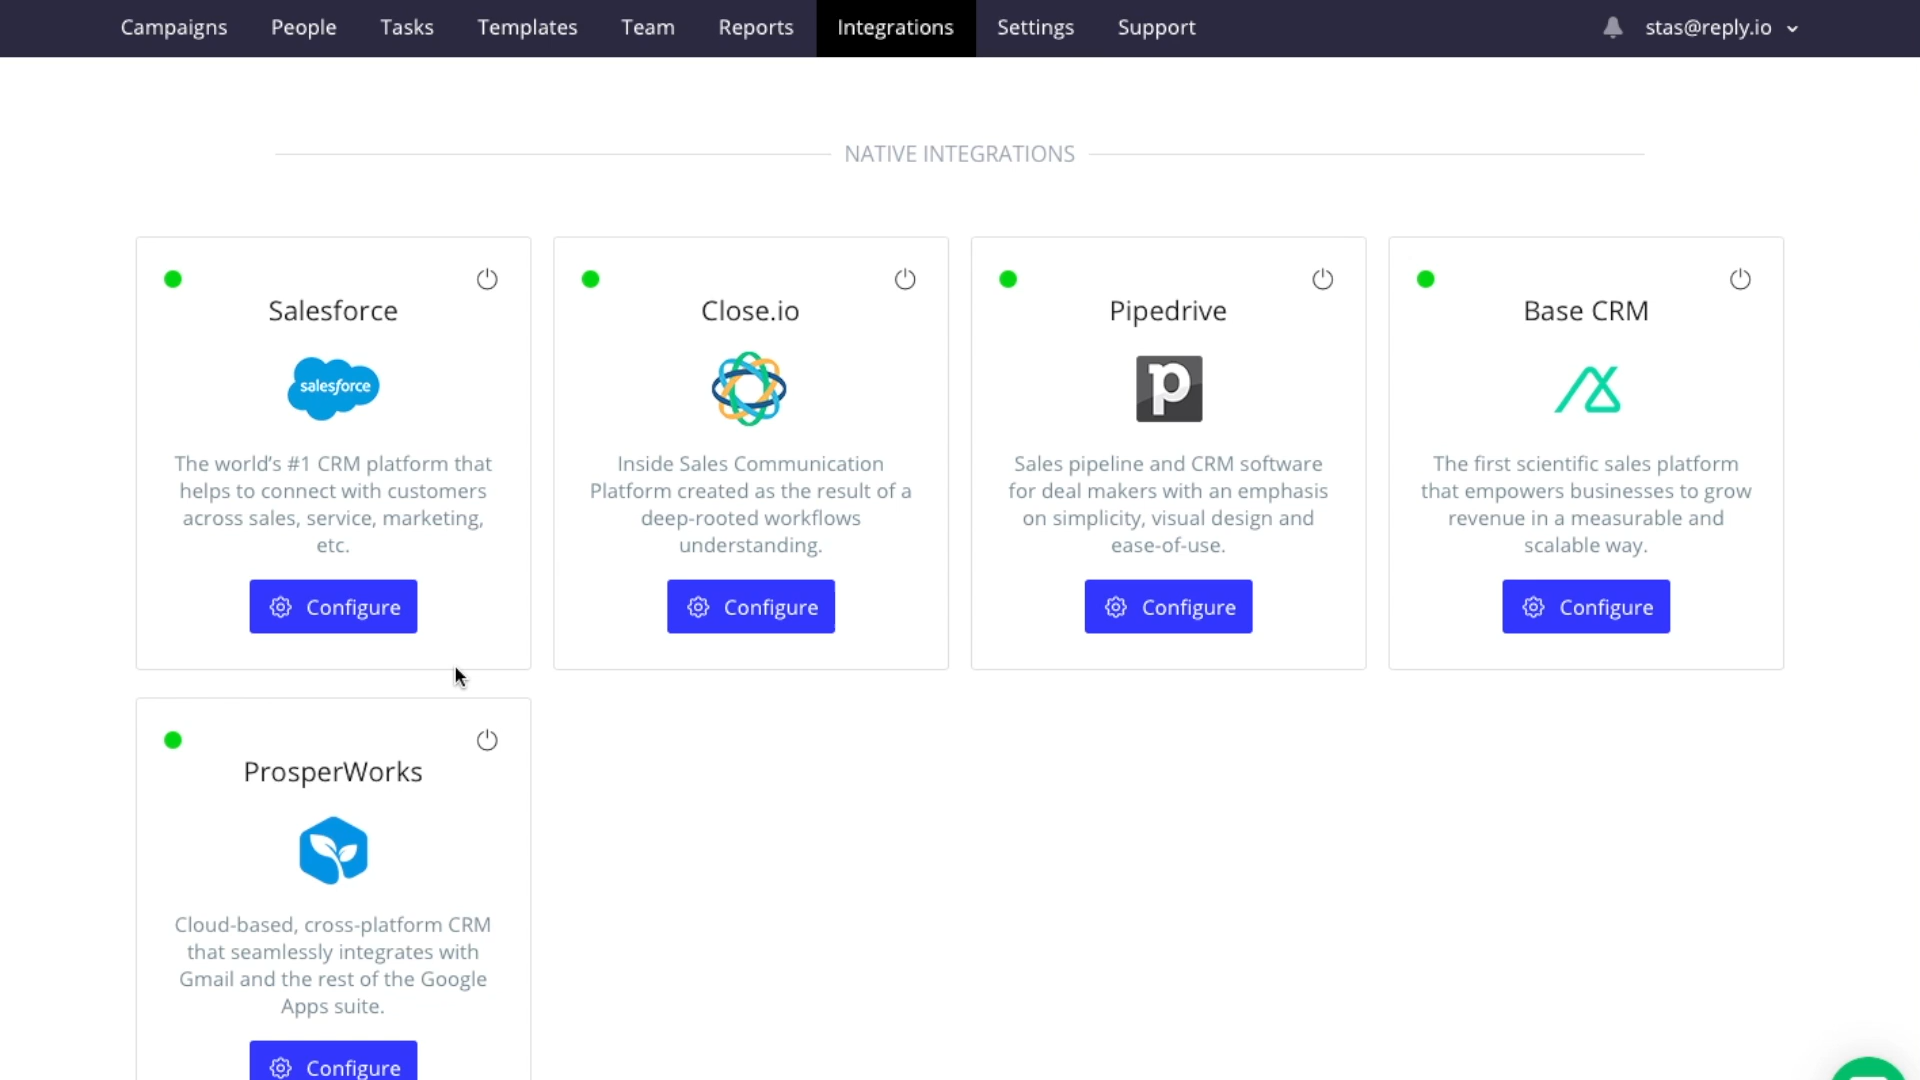 Campaigns People Tasks Templates Team Reports Integrations Settings Support stas@reply.io
NATIVE INTEGRATIONS
Salesforce
salesforce
The world’s #1 CRM platform that
helps to connect with customers
across sales, service, marketing,
etc.
Configure
Close.io
Inside Sales Communication
Platform created as the result of a
deep-rooted workflows
understanding.
Configure
Pipedrive
p
Sales pipeline and CRM software
for deal makers with an emphasis
on simplicity, visual design and
ease-of-use.
Configure
Base CRM
The first scientific sales platform
that empowers businesses to grow
revenue in a measurable and
scalable way.
Configure
ProsperWorks
Cloud-based, cross-platform CRM
that seamlessly integrates with
Gmail and the rest of the Google
Apps suite.
Configure